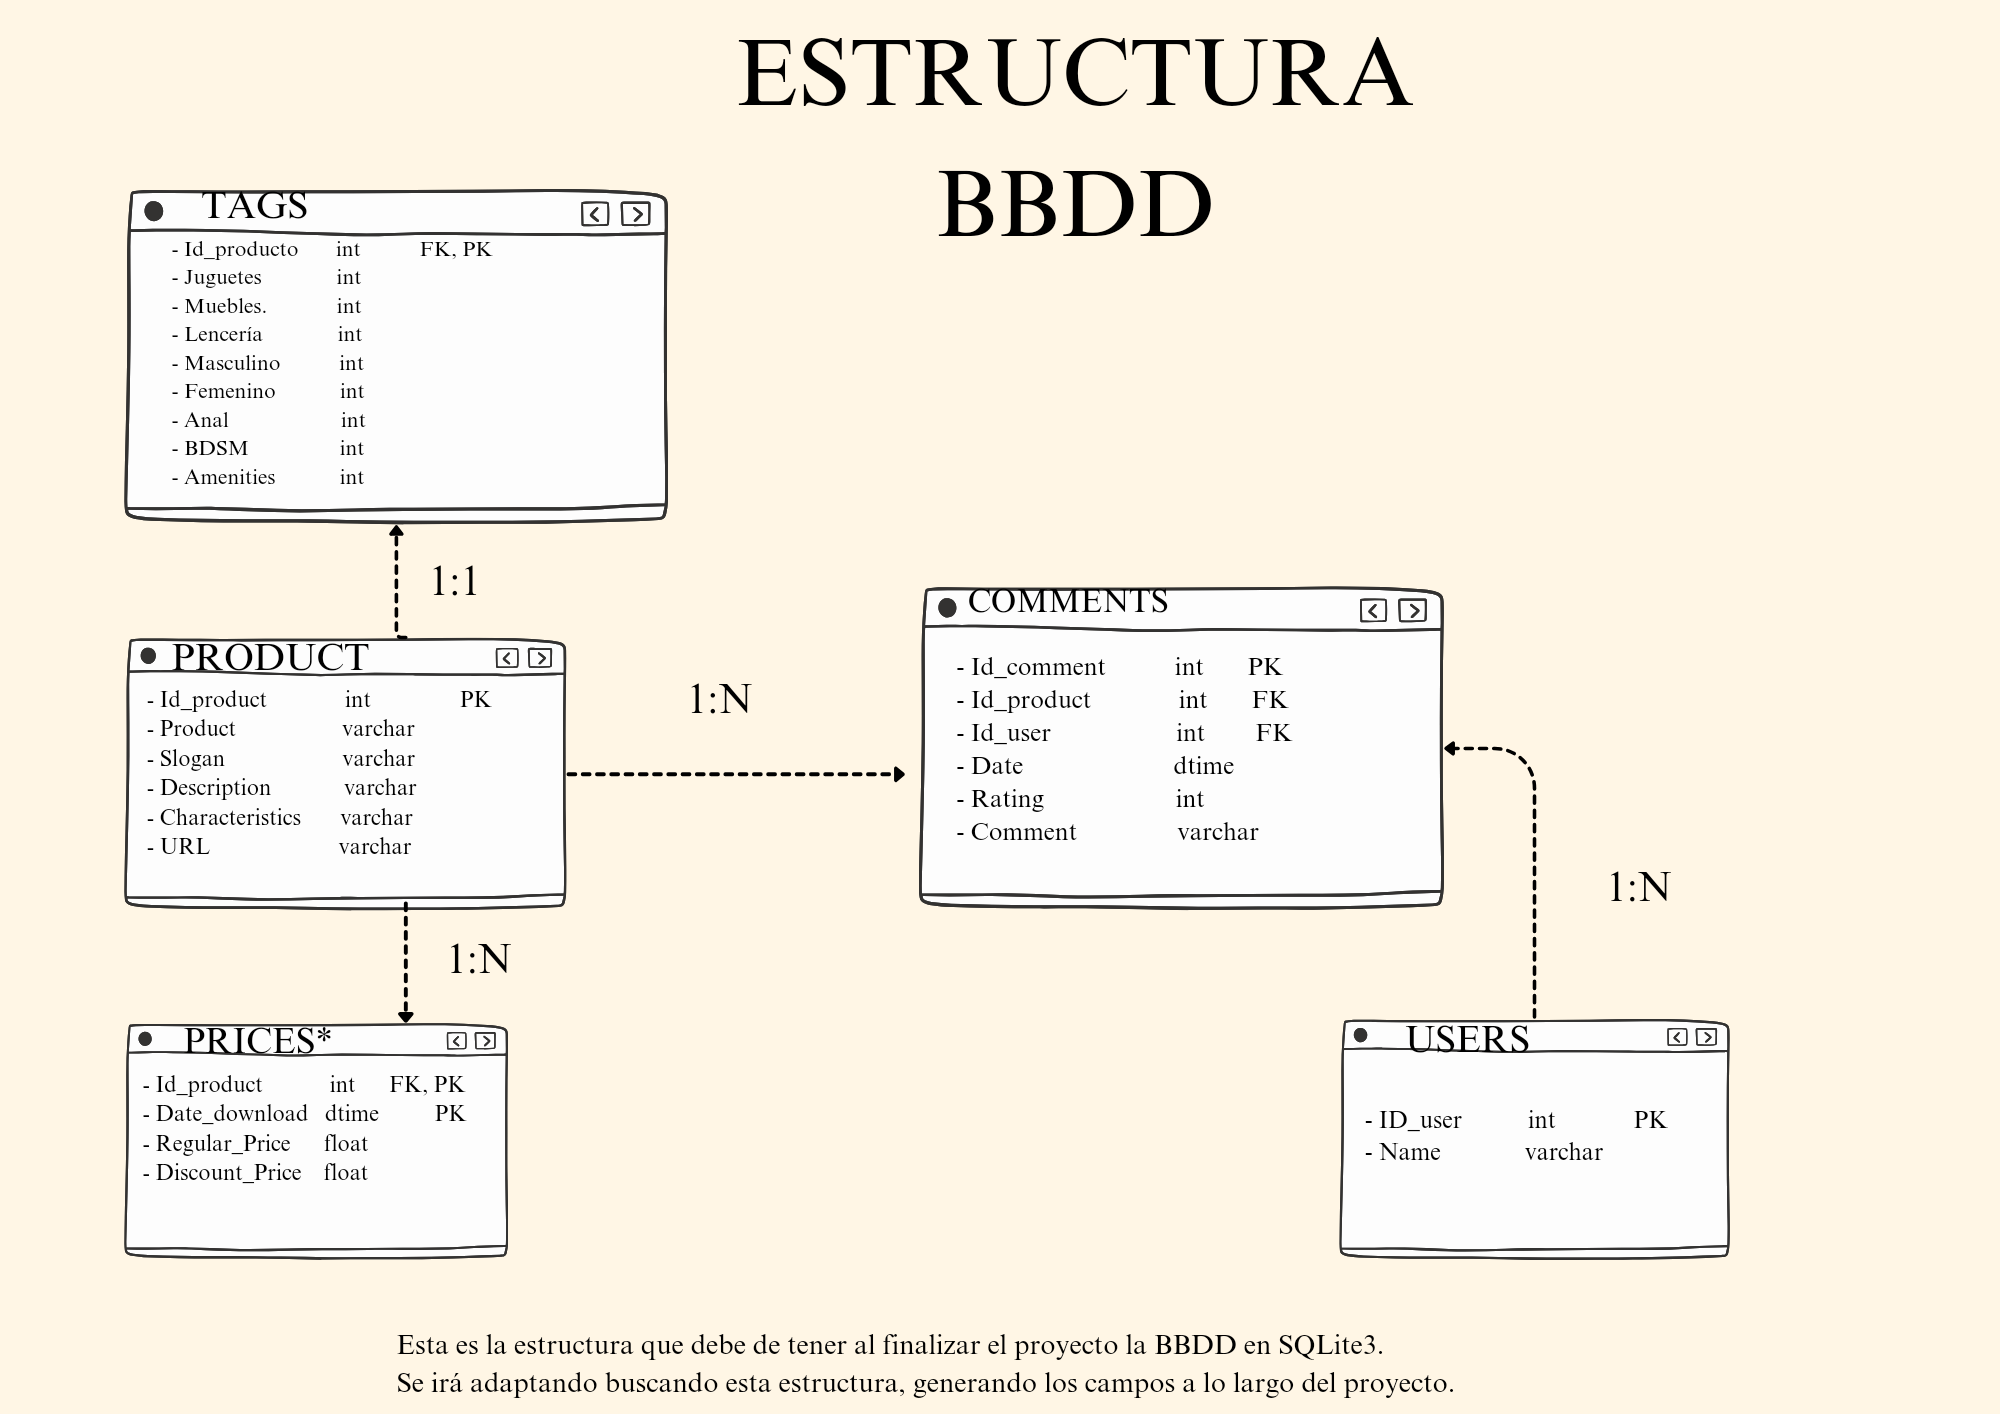 ESTRUCTURA
BBDD
TAGS
- Id_producto int FK, PK
- Juguetes int
- Muebles. int
- Lencería int
- Masculino int
- Femenino int
- Anal int
- BDSM int
- Amenities int
1:1
PRODUCT
- Id_product int PK
- Product varchar
- Slogan varchar
- Description varchar
- Characteristics varchar
- URL varchar
1:N
COMMENTS
- Id_comment int PK
- Id_product int FK
- Id_user int FK
- Date dtime
- Rating int
- Comment varchar
1:N
1:N
PRICES*
- Id_product int FK, PK
- Date_download dtime PK
- Regular_Price float
- Discount_Price float
USERS
- ID_user int PK
- Name varchar
Esta es la estructura que debe de tener al finalizar el proyecto la BBDD en SQLite3.
Se irá adaptando buscando esta estructura, generando los campos a lo largo del proyecto.